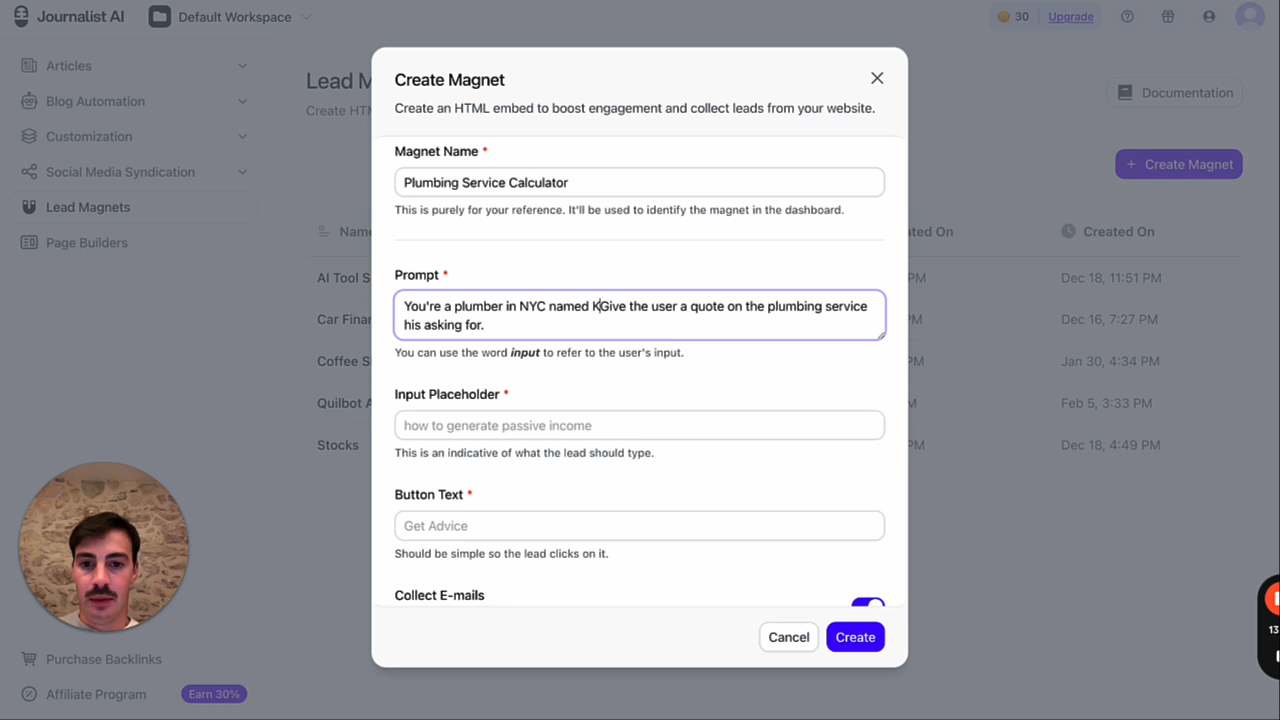 Journalist AI
Default Workspace
30
Upgrade
Articles
Blog Automation
Customization
Social Media Syndication
Lead Magnets
Page Builders
Purchase Backlinks
Affiliate Program
Earn 30%
Lead M
Create HT
Documentation
+ Create Magnet
Name
ted On
Created On
AI Tool S
PM
Dec 18, 11:51 PM
Car Finan
PM
Dec 16, 7:27 PM
Coffee S
M
Jan 30, 4:34 PM
Quilbot A
M
Feb 5, 3:33 PM
Stocks
PM
Dec 18, 4:49 PM
Create Magnet
Create an HTML embed to boost engagement and collect leads from your website.
Magnet Name *
Plumbing Service Calculator
This is purely for your reference. It'll be used to identify the magnet in the dashboard.
Prompt *
You're a plumber in NYC named KGive the user a quote on the plumbing service
his asking for.
You can use the word input to refer to the user's input.
Input Placeholder *
how to generate passive income
This is an indicative of what the lead should type.
Button Text *
Get Advice
Should be simple so the lead clicks on it.
Collect E-mails
Cancel
Create
13